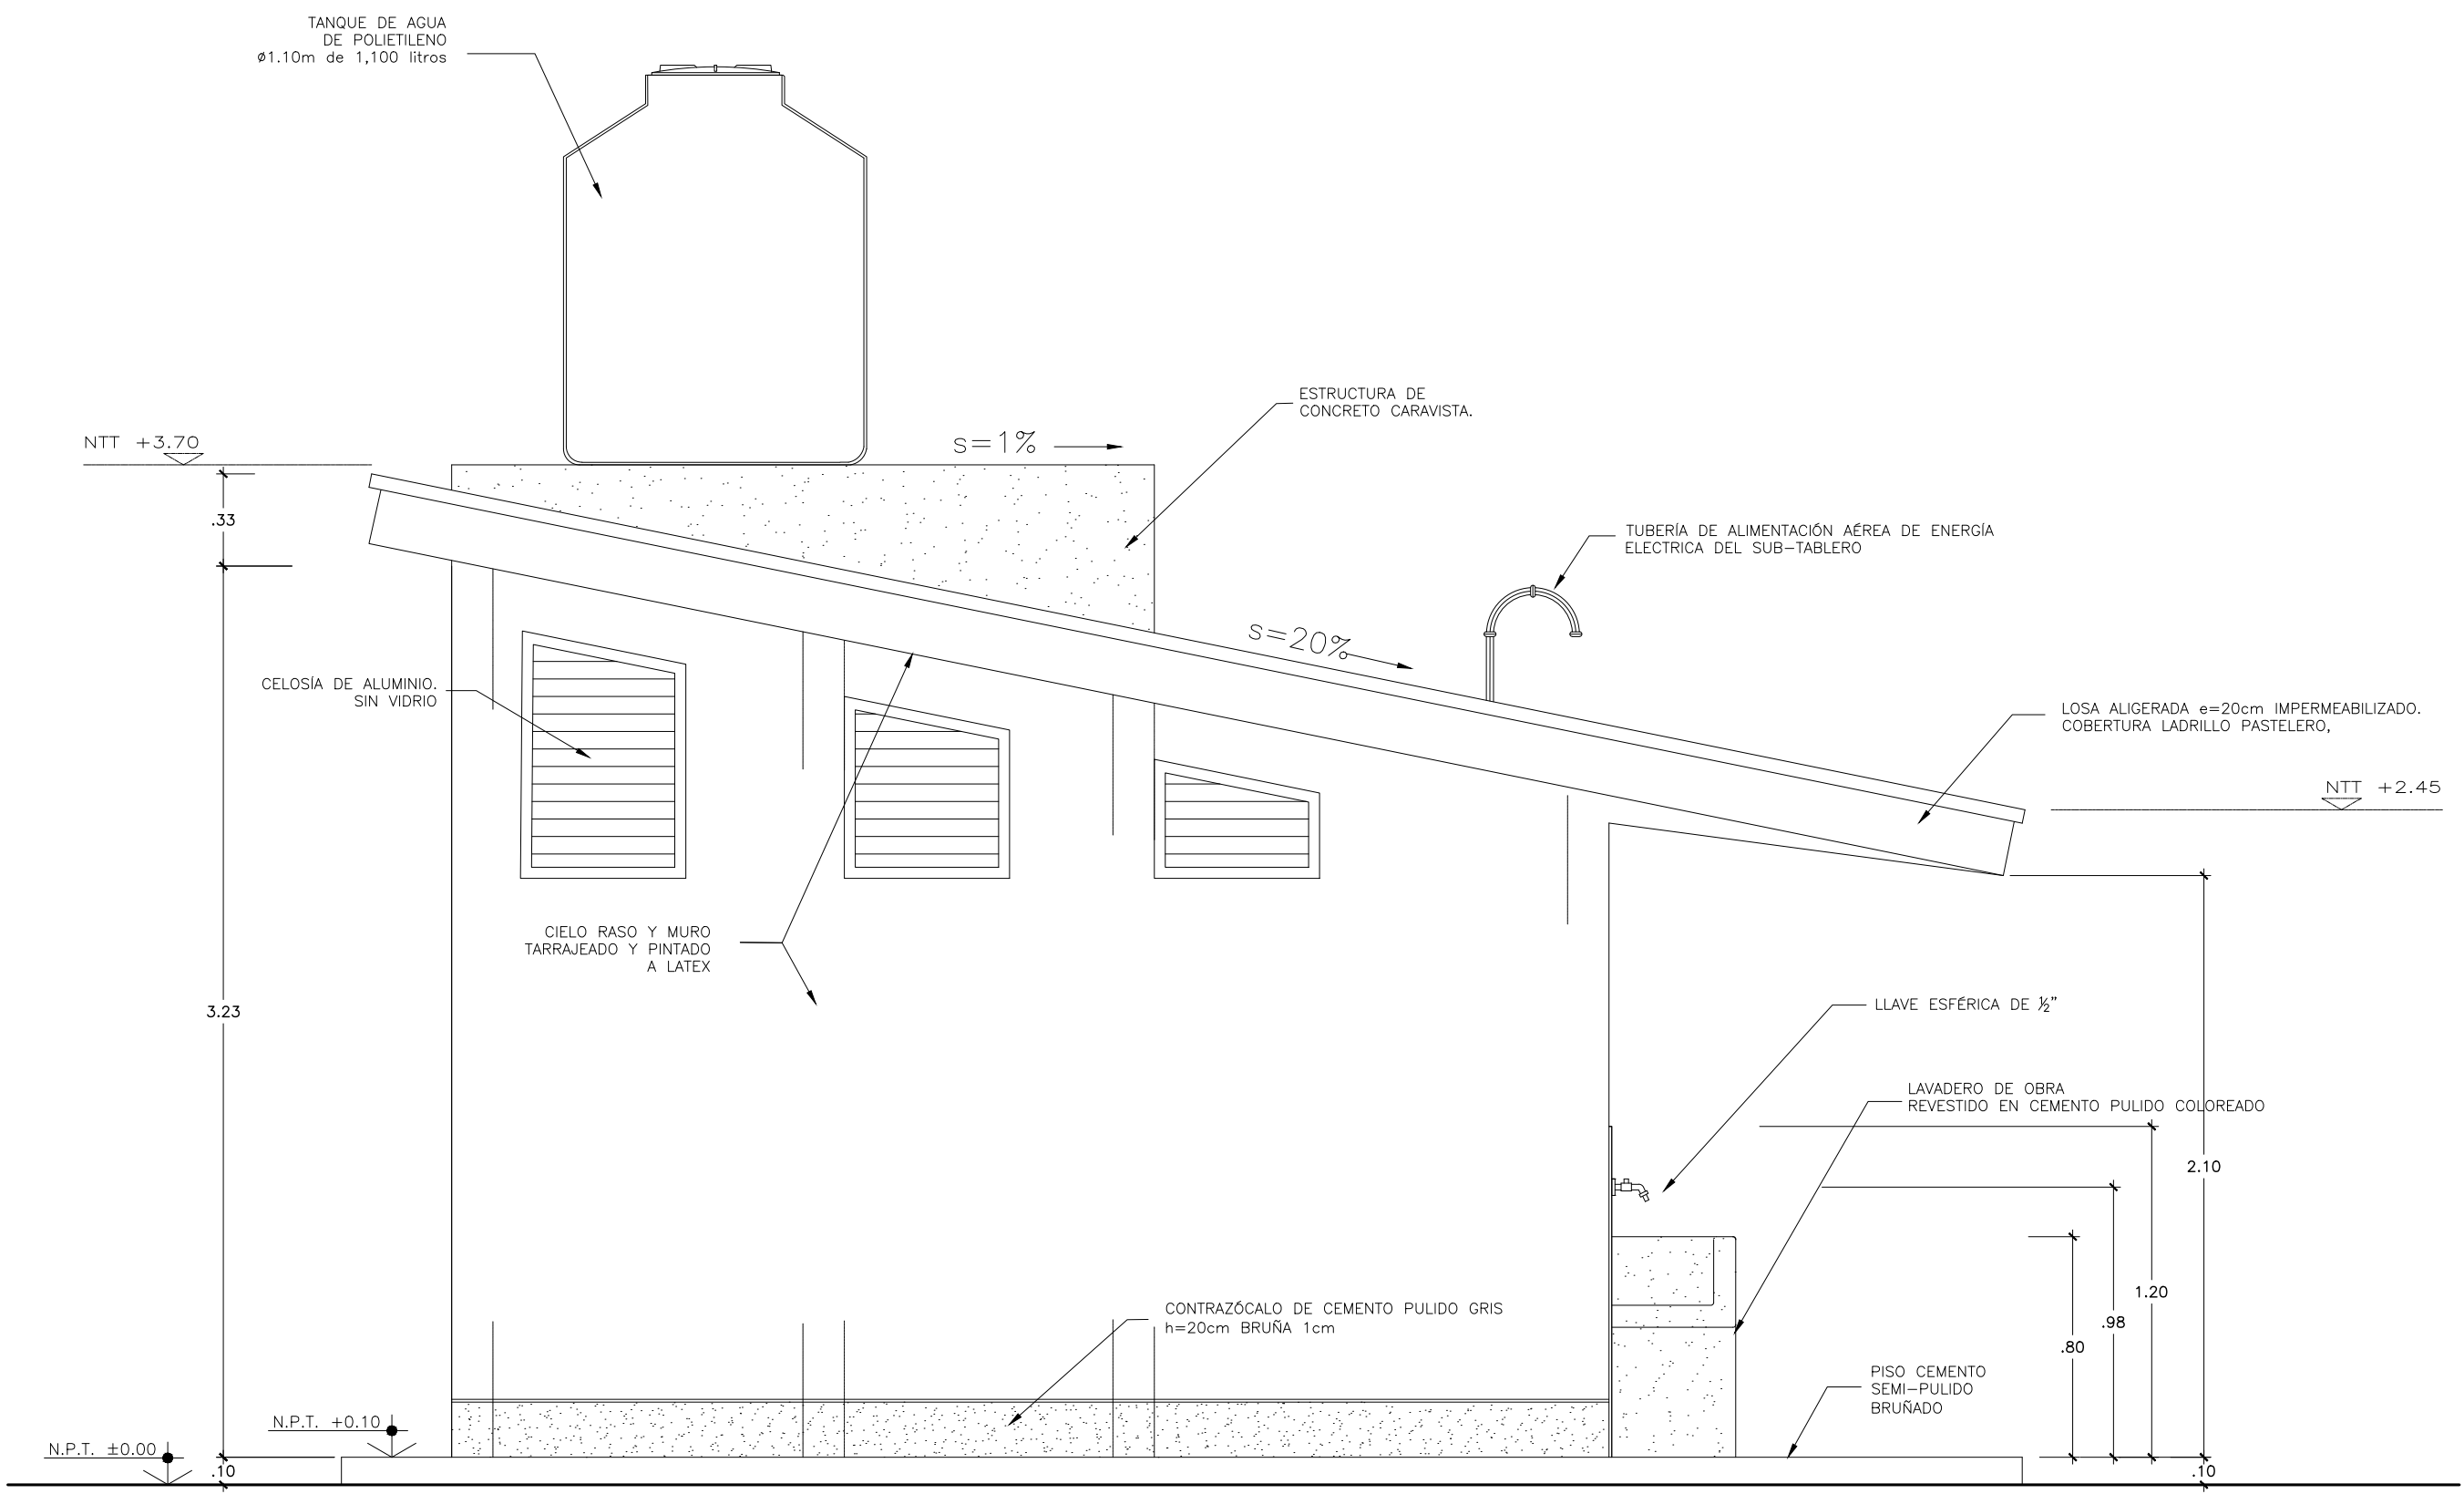 TANQUE DE AGUA
DE POLIETILENO
ø1.10m de 1,100 litros
ESTRUCTURA DE
CONCRETO CARAVISTA.
NTT +3.70
s=1%
.33
TUBERÍA DE ALIMENTACIÓN AÉREA DE ENERGÍA
ELECTRICA DEL SUB-TABLERO
s=20%
CELOSÍA DE ALUMINIO.
SIN VIDRIO
LOSA ALIGERADA e=20cm IMPERMEABILIZADO.
COBERTURA LADRILLO PASTELERO,
NTT +2.45
CIELO RASO Y MURO
TARRAJEADO Y PINTADO
A LATEX
3.23
LLAVE ESFÉRICA DE ½"
LAVADERO DE OBRA
REVESTIDO EN CEMENTO PULIDO COLOREADO
2.10
1.20
.98
.80
CONTRAZÓCALO DE CEMENTO PULIDO GRIS
h=20cm BRUÑA 1cm
PISO CEMENTO
SEMI-PULIDO
BRUÑADO
N.P.T. +0.10
N.P.T. ±0.00
.10
.10